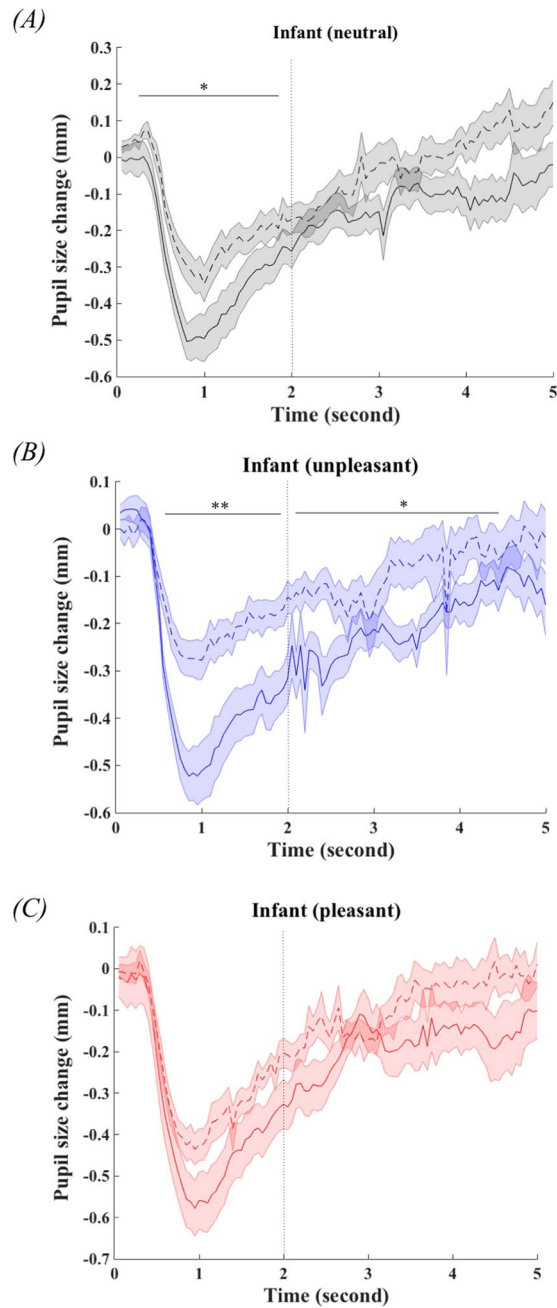 (A)
Infant (neutral)
0.3
0.2
*
0.1
0
-0.1
-0.2
-0.3
-0.4
-0.5
-0.6
Pupil size change (mm)
0 1 2 3 4 5
Time (second)
(B)
Infant (unpleasant)
0.1
** *
0
-0.1
-0.2
-0.3
-0.4
-0.5
-0.6
Pupil size change (mm)
0 1 2 3 4 5
Time (second)
(C)
Infant (pleasant)
0.1
0
-0.1
-0.2
-0.3
-0.4
-0.5
-0.6
-0.7
Pupil size change (mm)
0 1 2 3 4 5
Time (second)